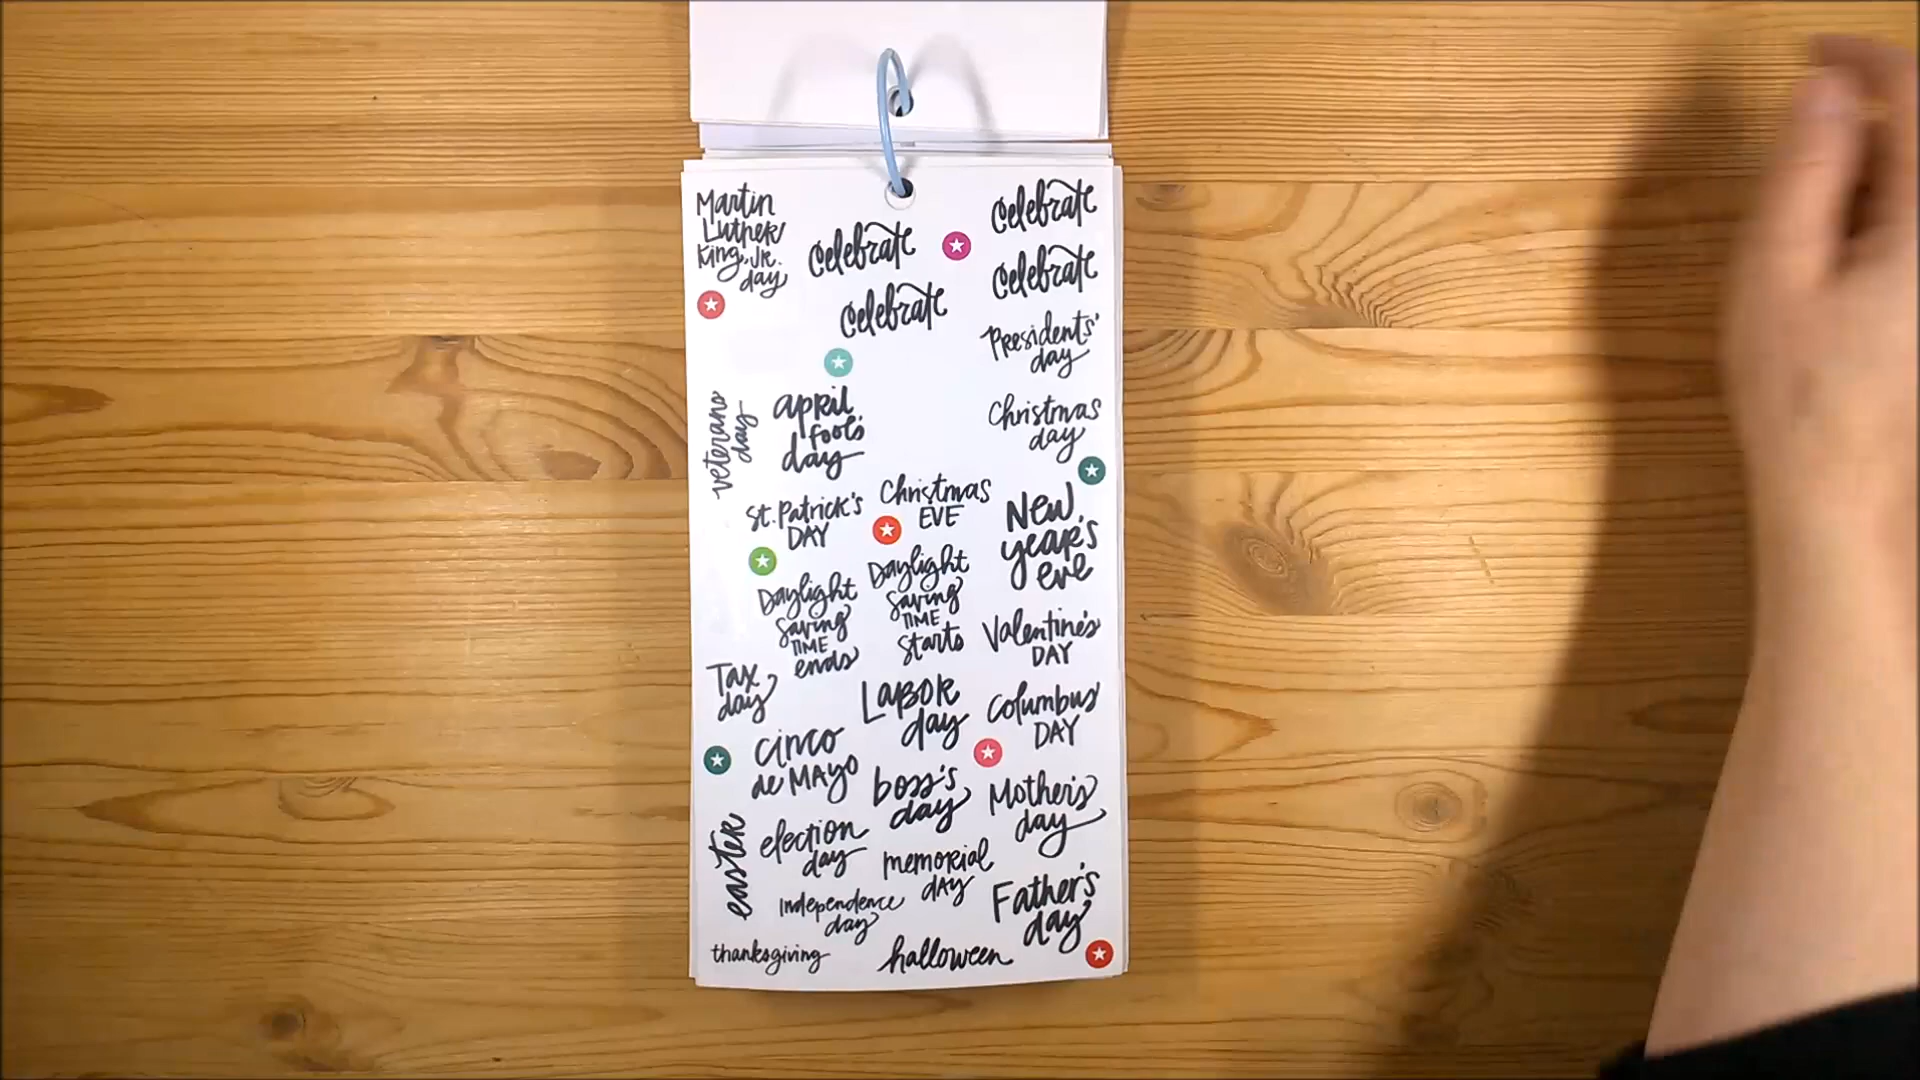 Martin
Luther
King, Jr.
day
celebrate
celebrate
celebrate
celebrate
Presidents'
day
veterans
day
april
fools'
day
Christmas
day
St. Patrick's
DAY
Christmas
EVE
New
year's
eve
Daylight
saving
TIME
ends
Daylight
saving
TIME
starts
Valentine's
DAY
Tax
day
Labor
day
Columbus
DAY
cinco
de MAYO
boss's
day
Mother's
day
easter
election
day
memorial
day
Independence
day
Father's
day
thanksgiving
halloween